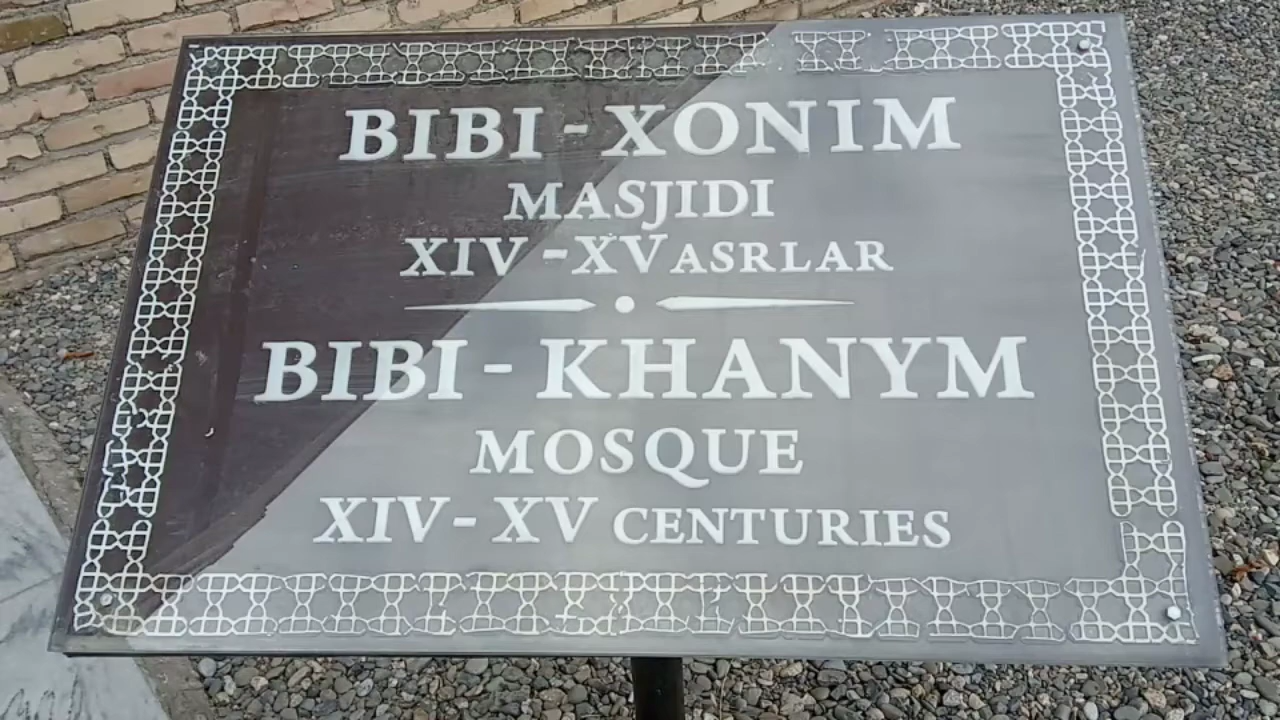 BIBI - XONIM
MASJIDI
XIV - XV ASRLAR
BIBI - KHANYM
MOSQUE
XIV - XV CENTURIES